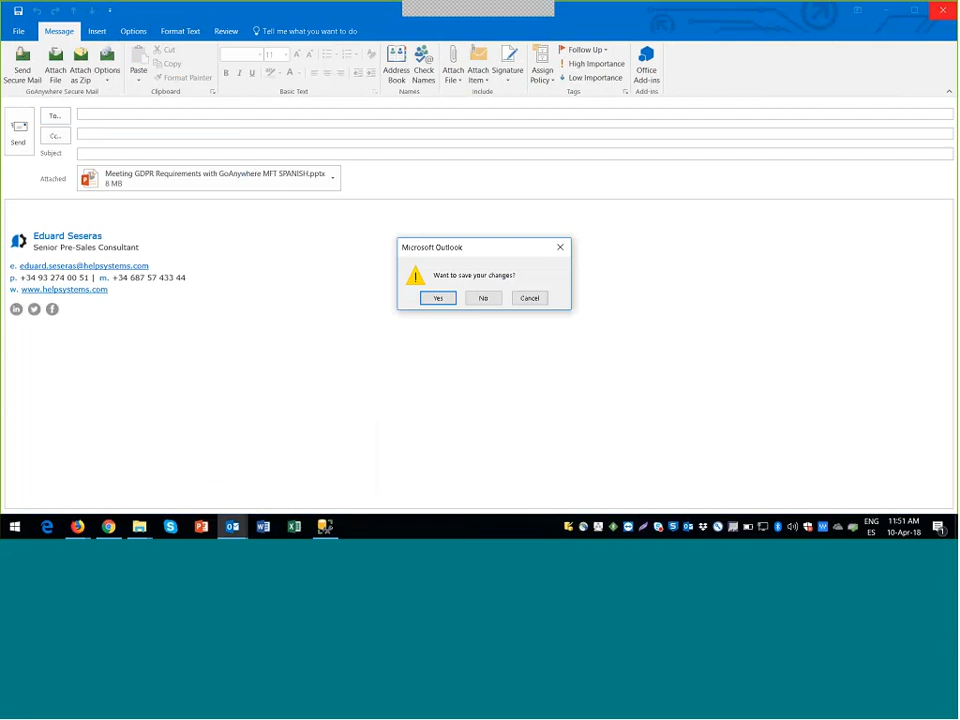 File Message Insert Options Format Text Review Tell me what you want to do
Send Secure Mail
Attach File
Attach as Zip
Options
GoAnywhere Secure Mail
Paste
Cut
Copy
Format Painter
Clipboard
11
B I U
Basic Text
Address Book
Check Names
Names
Attach File
Attach Item
Signature
Include
Assign Policy
Follow Up
High Importance
Low Importance
Tags
Office Add-ins
Add-ins
Send
To...
Cc...
Subject
Attached
Meeting GDPR Requirements with GoAnywhere MFT SPANISH.pptx
8 MB
Eduard Seseras
Senior Pre-Sales Consultant
e. eduard.seseras@helpsystems.com
p. +34 93 274 00 51 | m. +34 687 57 433 44
w. www.helpsystems.com
Microsoft Outlook
Want to save your changes?
Yes No Cancel
ENG 11:51 AM
ES 10-Apr-18